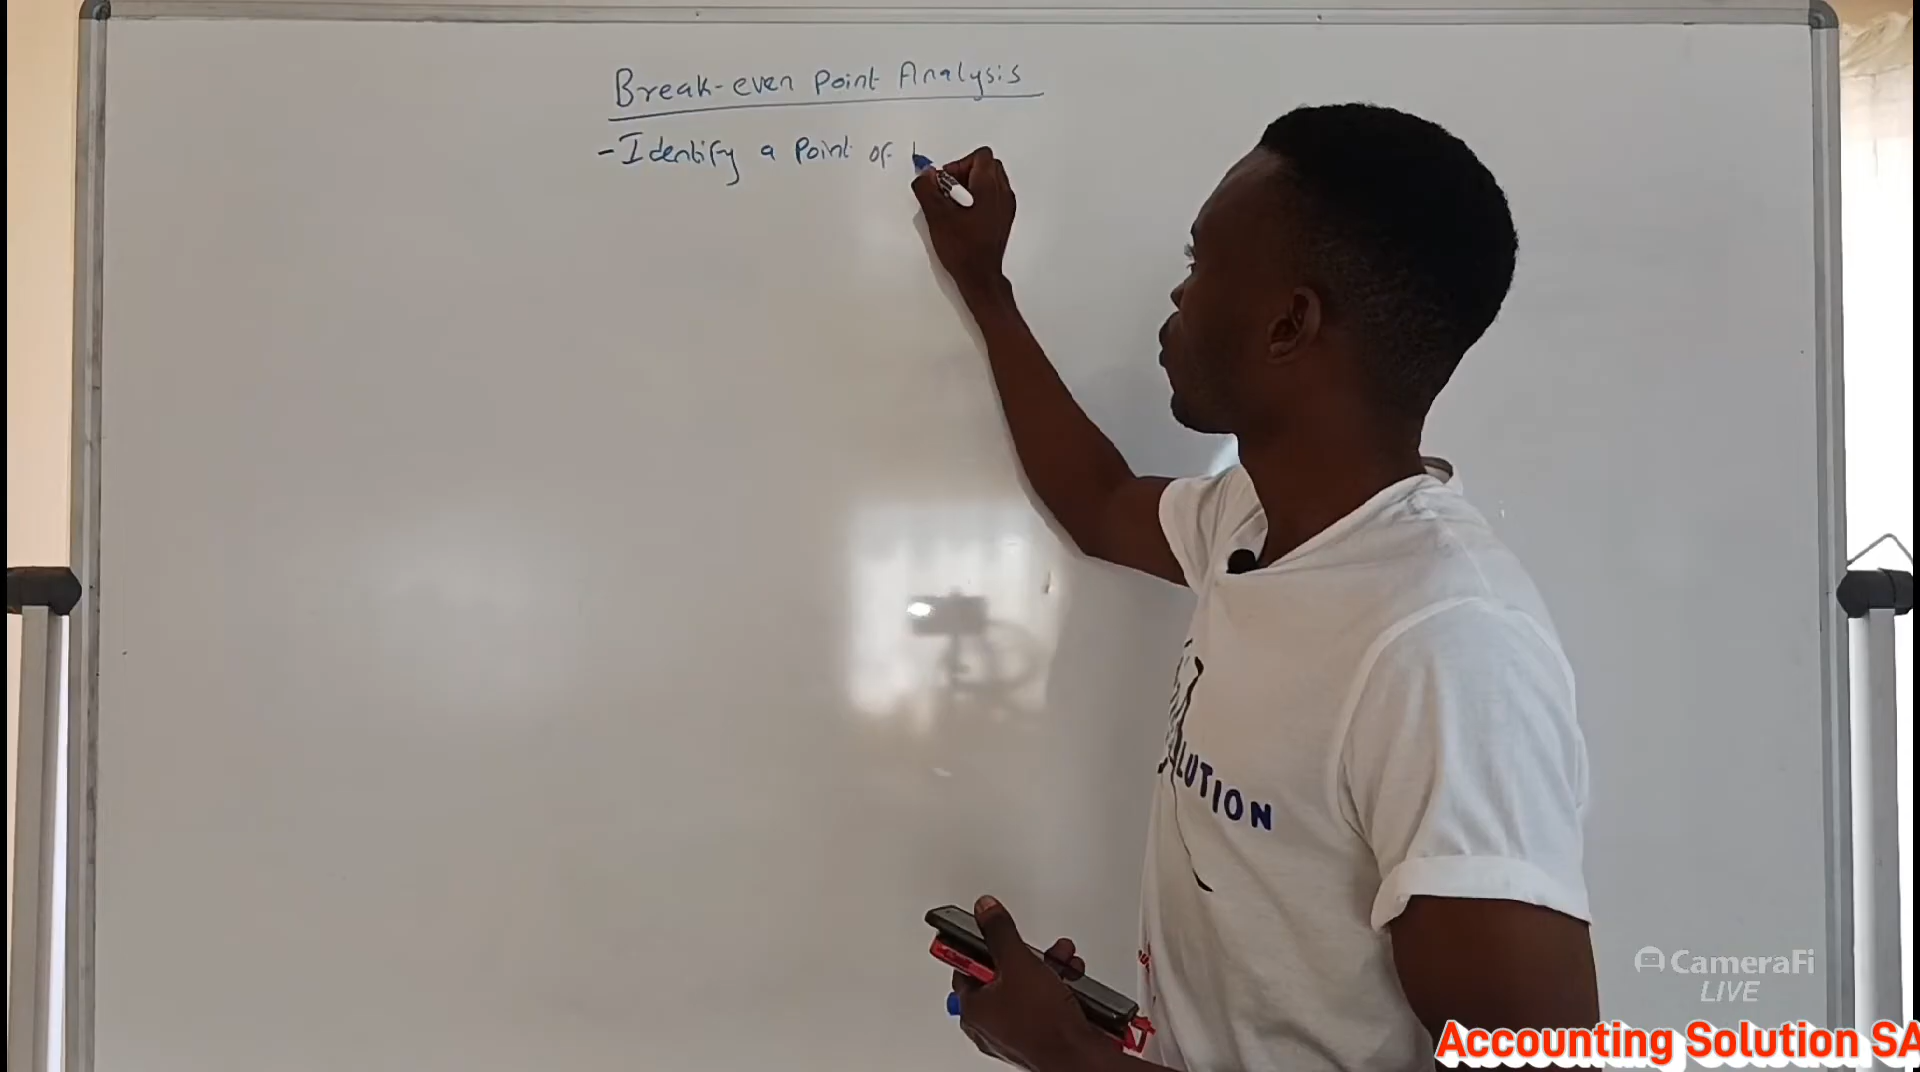 Break-even Point Analysis
- Identify a Point of
LUTION
CameraFi
LIVE
Accounting Solution SA